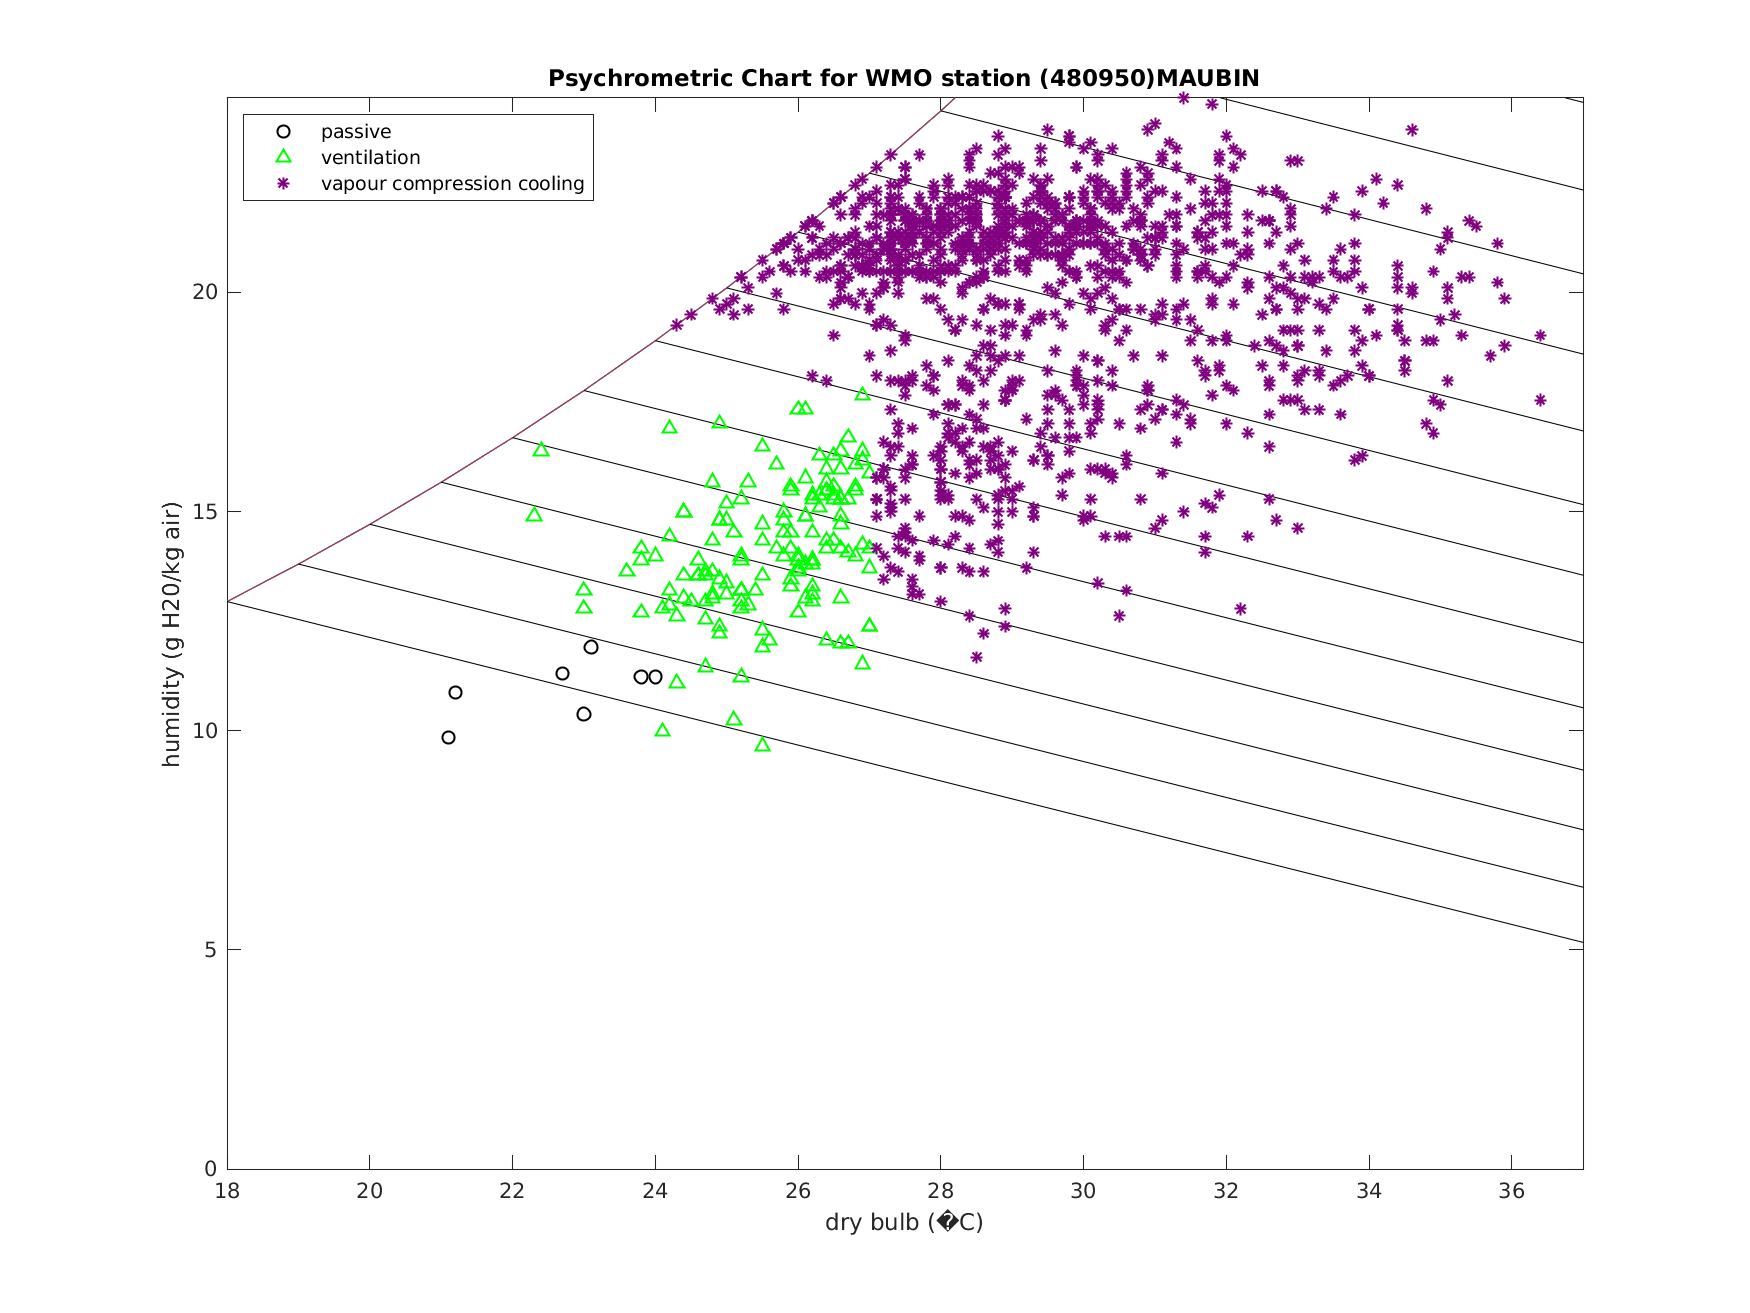 Psychrometric Chart for WMO station (480950)MAUBIN
passive
ventilation
vapour compression cooling
humidity (g H20/kg air)
20
15
10
5
0
18 20 22 24 26 28 30 32 34 36
dry bulb (�C)